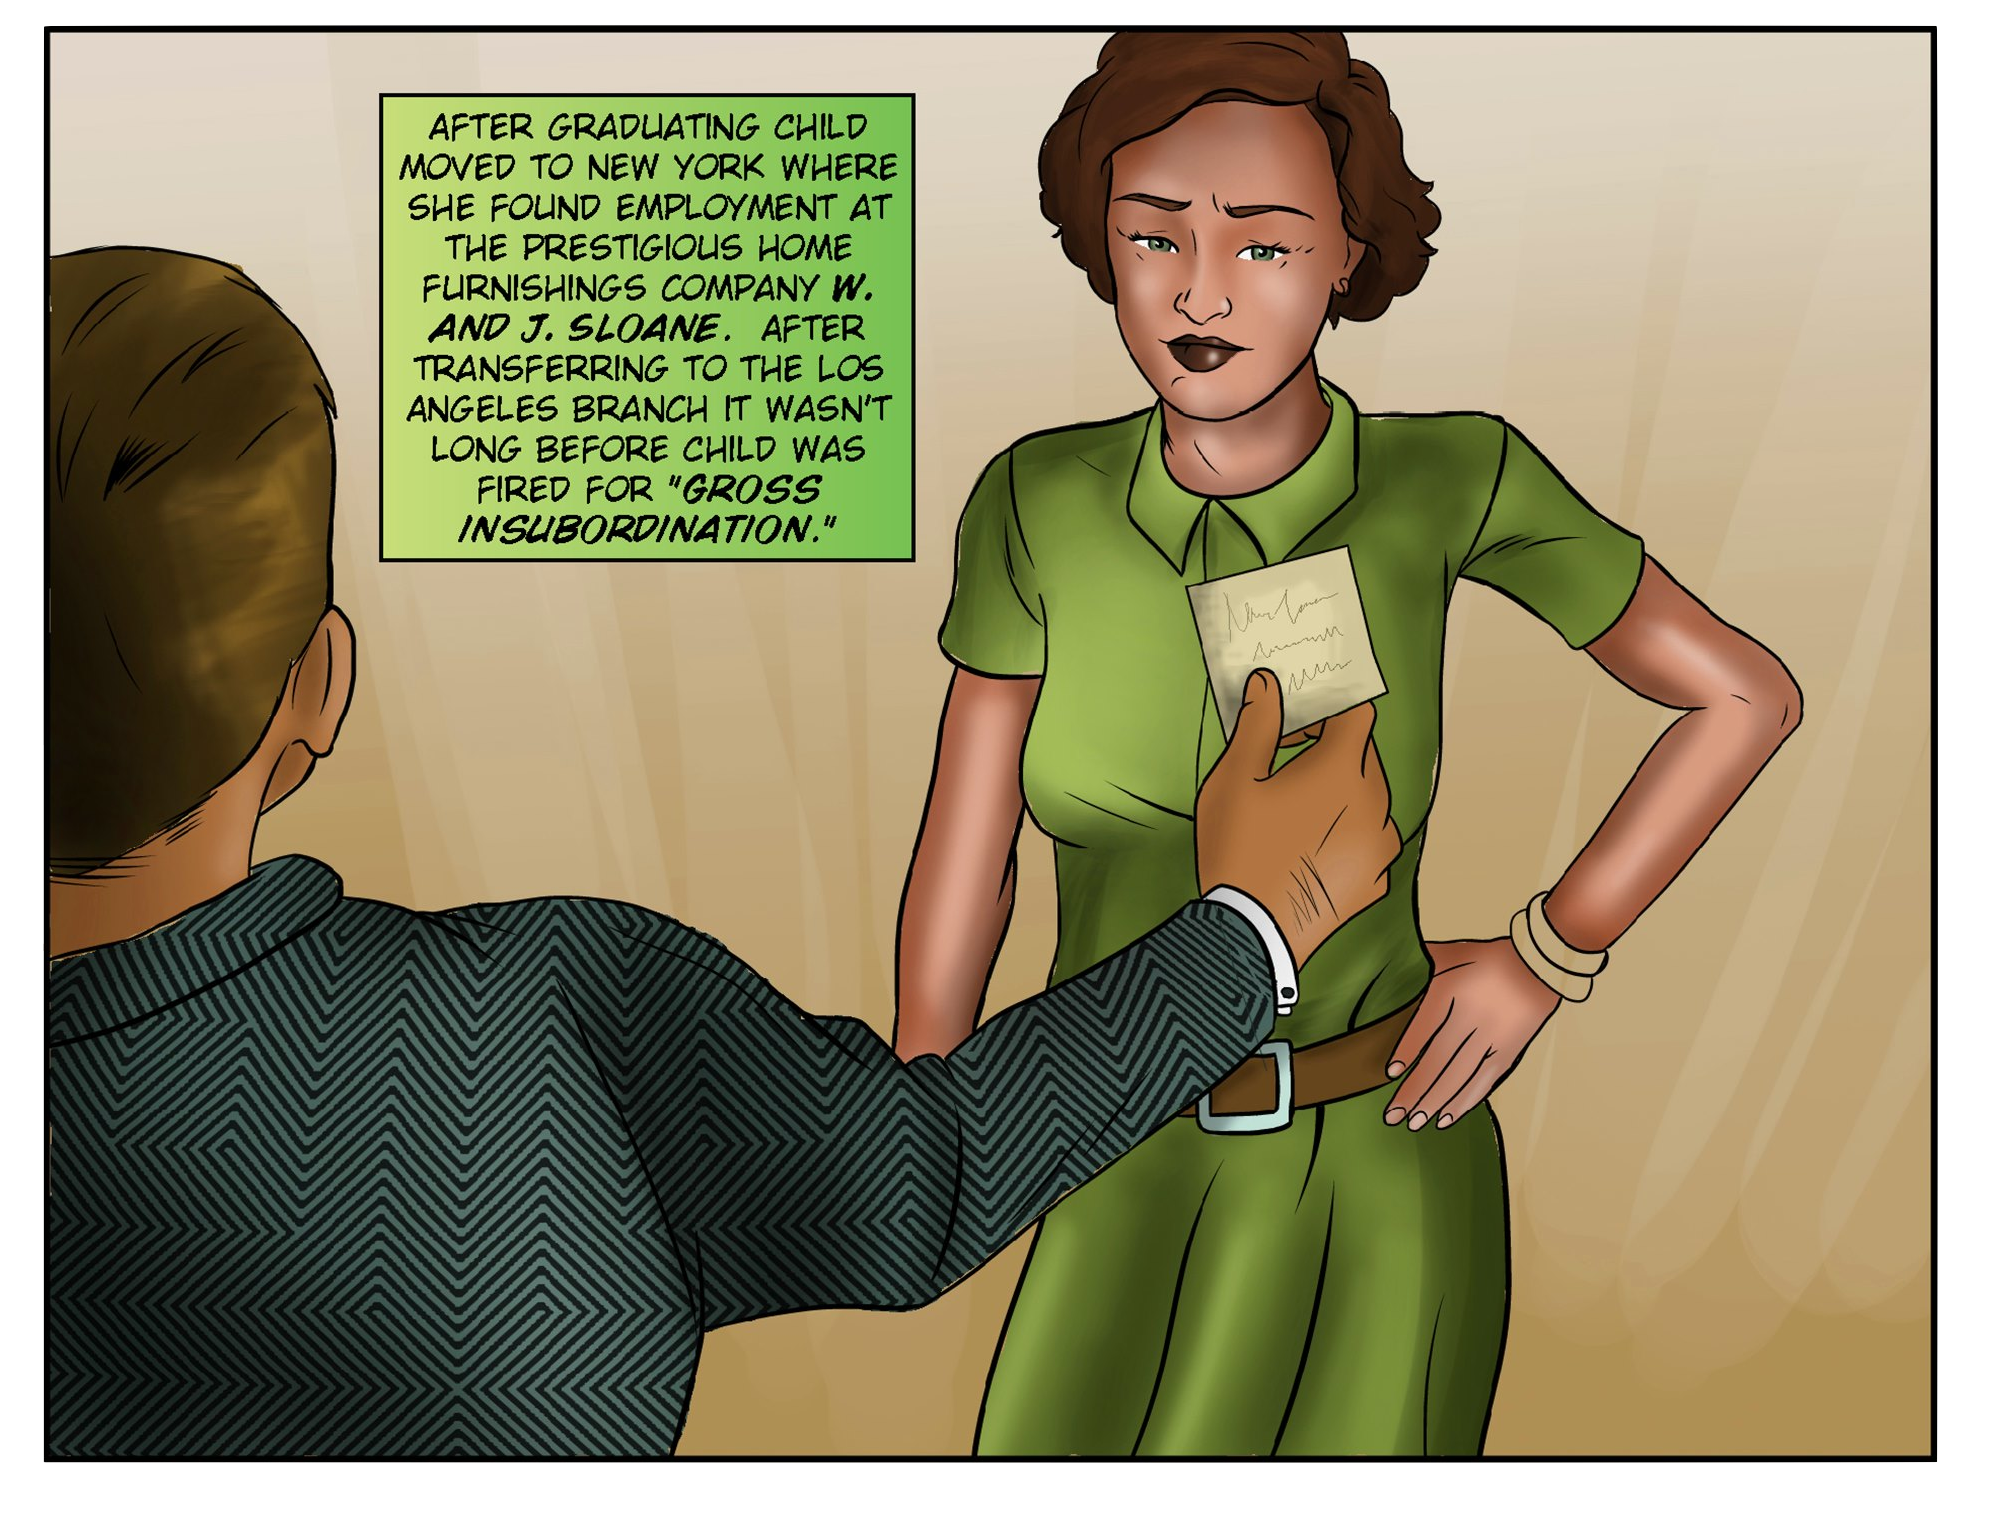 AFTER GRADUATING CHILD
MOVED TO NEW YORK WHERE
SHE FOUND EMPLOYMENT AT
THE PRESTIGIOUS HOME
FURNISHINGS COMPANY W.
AND J. SLOANE. AFTER
TRANSFERRING TO THE LOS
ANGELES BRANCH IT WASN'T
LONG BEFORE CHILD WAS
FIRED FOR "GROSS
INSUBORDINATION."